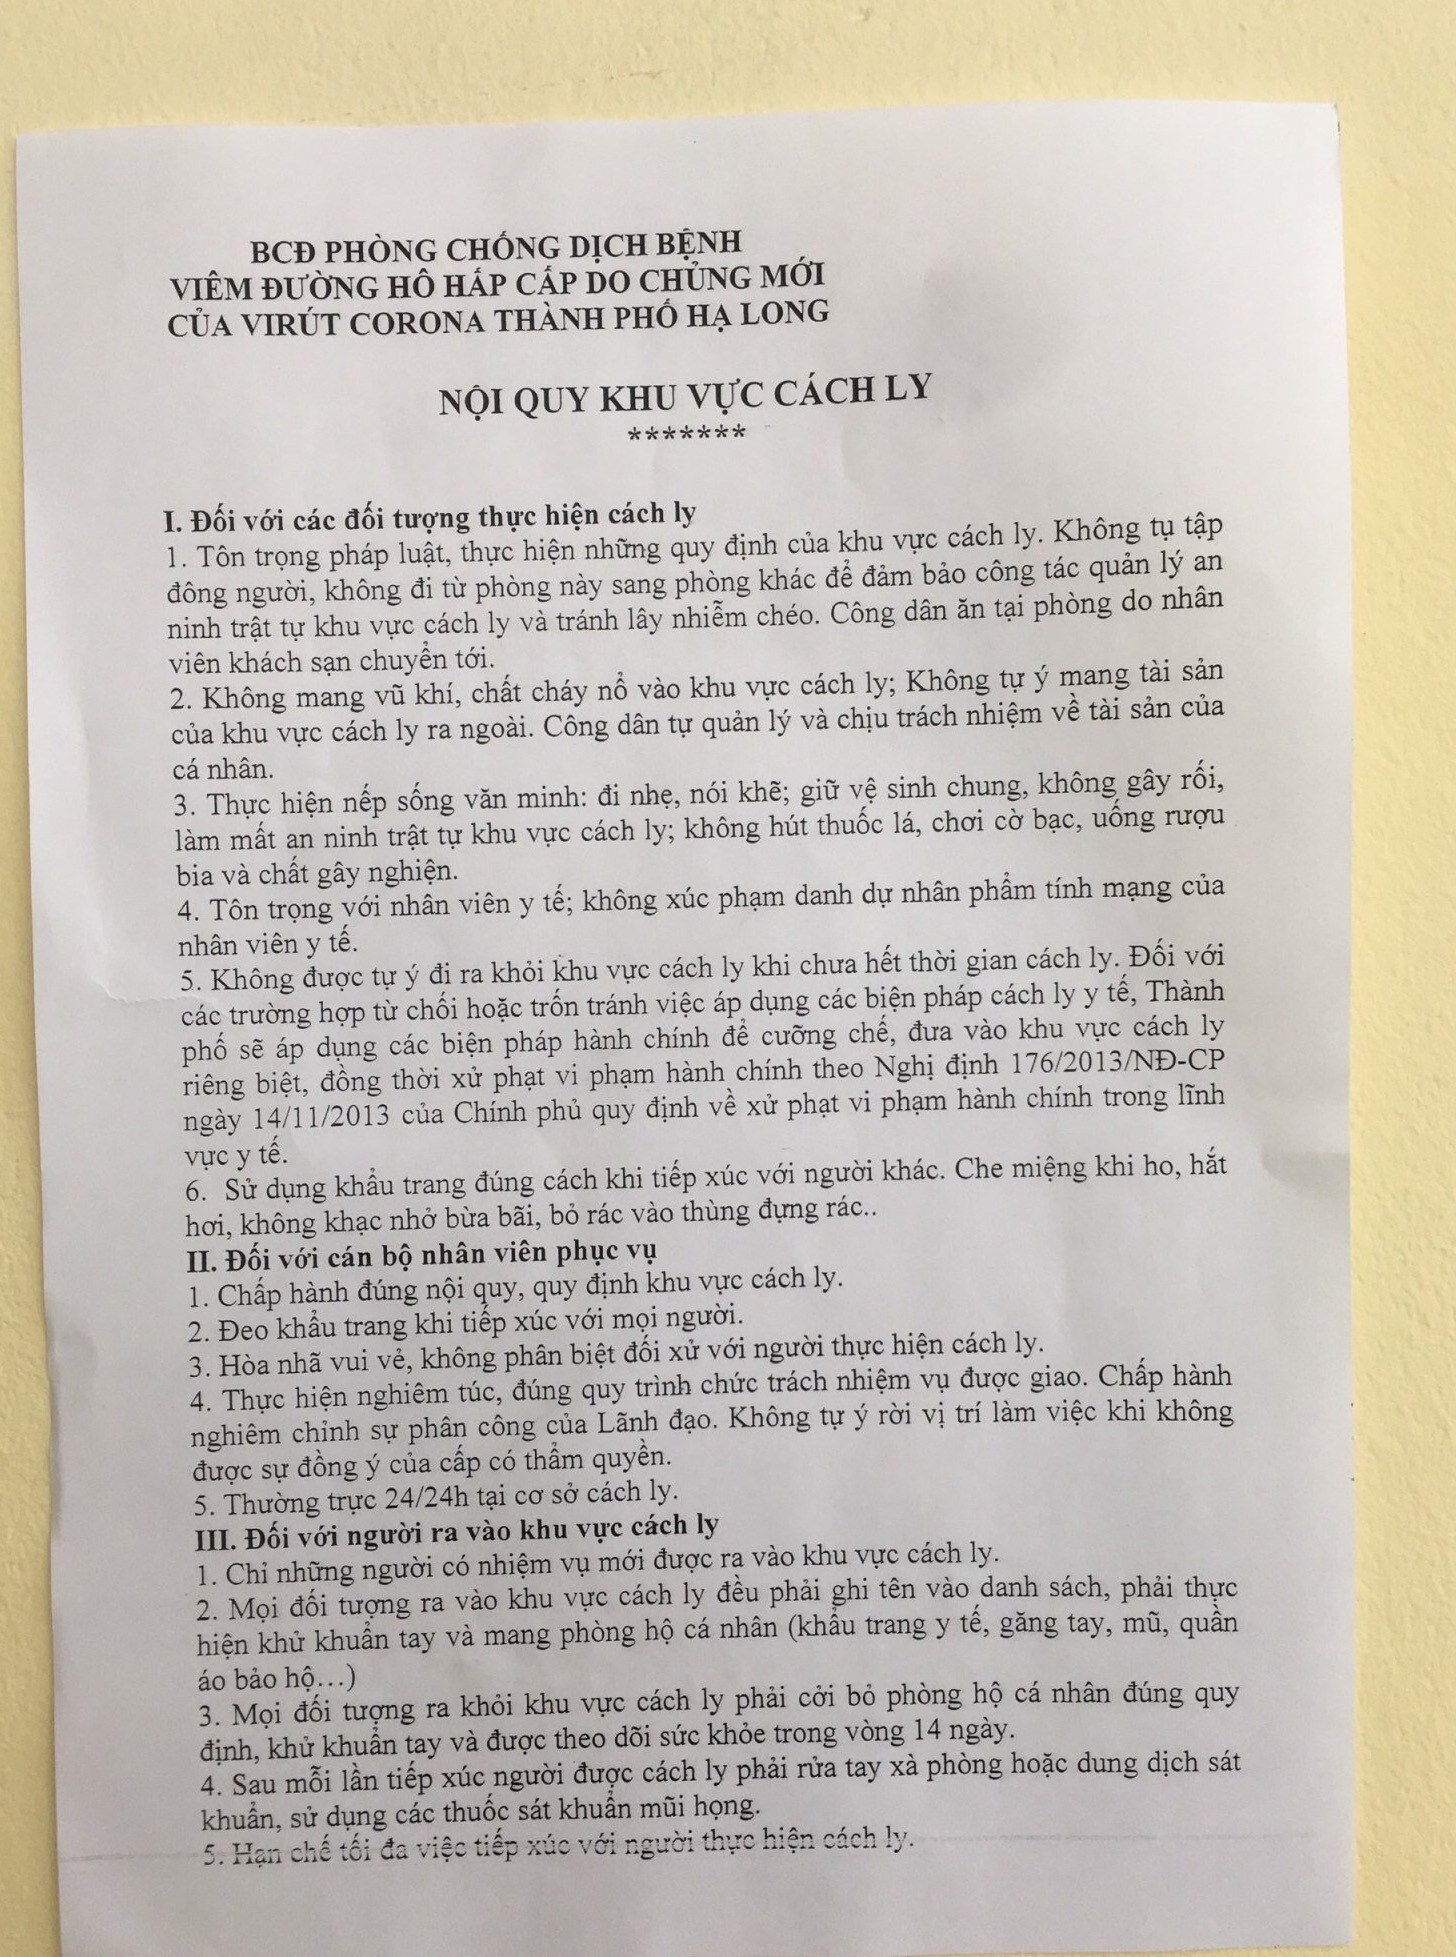 BCĐ PHÒNG CHỐNG DỊCH BỆNH
VIÊM ĐƯỜNG HÔ HẤP CẤP DO CHỦNG MỚI
CỦA VIRÚT CORONA THÀNH PHỐ HẠ LONG
NỘI QUY KHU VỰC CÁCH LY
*******
I. Đối với các đối tượng thực hiện cách ly
1. Tôn trọng pháp luật, thực hiện những quy định của khu vực cách ly. Không tụ tập
đông người, không đi từ phòng này sang phòng khác để đảm bảo công tác quản lý an
ninh trật tự khu vực cách ly và tránh lây nhiễm chéo. Công dân ăn tại phòng do nhân
viên khách sạn chuyển tới.
2. Không mang vũ khí, chất cháy nổ vào khu vực cách ly; Không tự ý mang tài sản
của khu vực cách ly ra ngoài. Công dân tự quản lý và chịu trách nhiệm về tài sản của
cá nhân.
3. Thực hiện nếp sống văn minh: đi nhẹ, nói khẽ; giữ vệ sinh chung, không gây rối,
làm mất an ninh trật tự khu vực cách ly; không hút thuốc lá, chơi cờ bạc, uống rượu
bia và chất gây nghiện.
4. Tôn trọng với nhân viên y tế; không xúc phạm danh dự nhân phẩm tính mạng của
nhân viên y tế.
5. Không được tự ý đi ra khỏi khu vực cách ly khi chưa hết thời gian cách ly. Đối với
các trường hợp từ chối hoặc trốn tránh việc áp dụng các biện pháp cách ly y tế, Thành
phố sẽ áp dụng các biện pháp hành chính để cưỡng chế, đưa vào khu vực cách ly
riêng biệt, đồng thời xử phạt vi phạm hành chính theo Nghị định 176/2013/NĐ-CP
ngày 14/11/2013 của Chính phủ quy định về xử phạt vi phạm hành chính trong lĩnh
vực y tế.
6. Sử dụng khẩu trang đúng cách khi tiếp xúc với người khác. Che miệng khi ho, hắt
hơi, không khạc nhở bừa bãi, bỏ rác vào thùng đựng rác..
II. Đối với cán bộ nhân viên phục vụ
1. Chấp hành đúng nội quy, quy định khu vực cách ly.
2. Đeo khẩu trang khi tiếp xúc với mọi người.
3. Hòa nhã vui vẻ, không phân biệt đối xử với người thực hiện cách ly.
4. Thực hiện nghiêm túc, đúng quy trình chức trách nhiệm vụ được giao. Chấp hành
nghiêm chỉnh sự phân công của Lãnh đạo. Không tự ý rời vị trí làm việc khi không
được sự đồng ý của cấp có thẩm quyền.
5. Thường trực 24/24h tại cơ sở cách ly.
III. Đối với người ra vào khu vực cách ly
1. Chỉ những người có nhiệm vụ mới được ra vào khu vực cách ly.
2. Mọi đối tượng ra vào khu vực cách ly đều phải ghi tên vào danh sách, phải thực
hiện khử khuẩn tay và mang phòng hộ cá nhân (khẩu trang y tế, găng tay, mũ, quần
áo bảo hộ…)
3. Mọi đối tượng ra khỏi khu vực cách ly phải cởi bỏ phòng hộ cá nhân đúng quy
định, khử khuẩn tay và được theo dõi sức khỏe trong vòng 14 ngày.
4. Sau mỗi lần tiếp xúc người được cách ly phải rửa tay xà phòng hoặc dung dịch sát
khuẩn, sử dụng các thuốc sát khuẩn mũi họng.
5. Hạn chế tối đa việc tiếp xúc với người thực hiện cách ly.